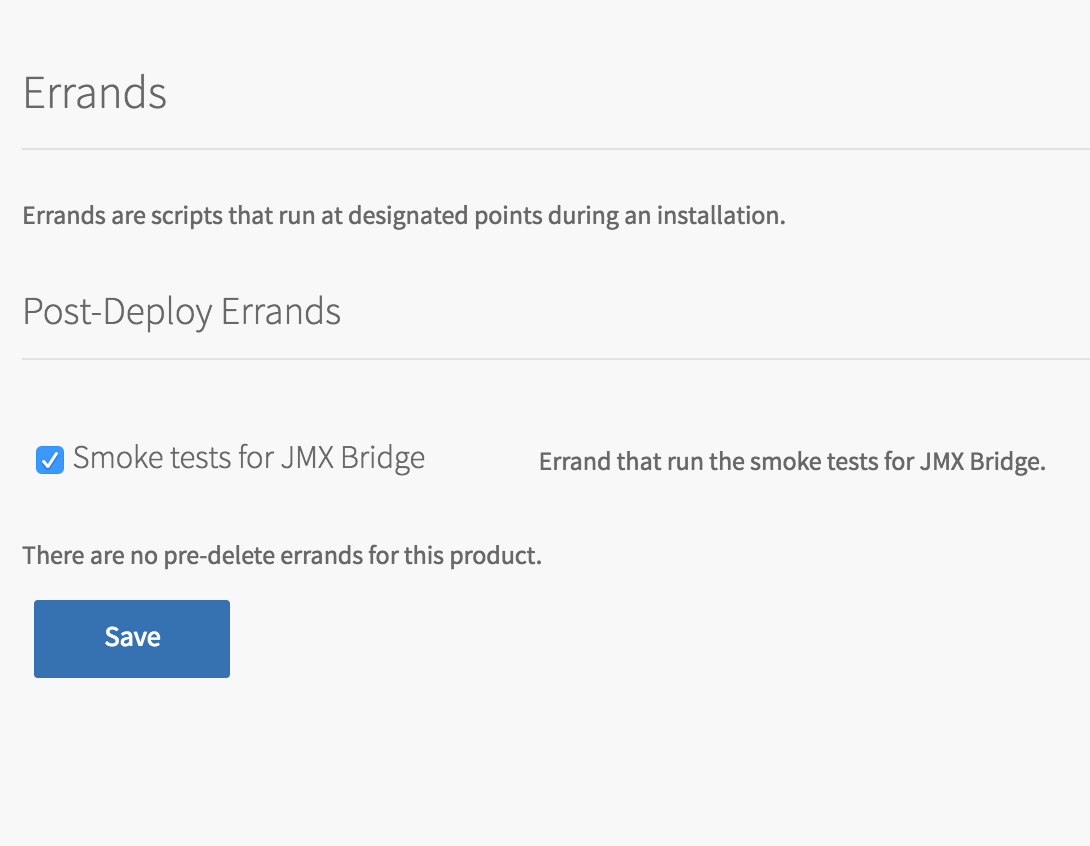 Errands
Errands are scripts that run at designated points during an installation.
Post-Deploy Errands
Smoke tests for JMX Bridge
Errand that run the smoke tests for JMX Bridge.
There are no pre-delete errands for this product.
Save